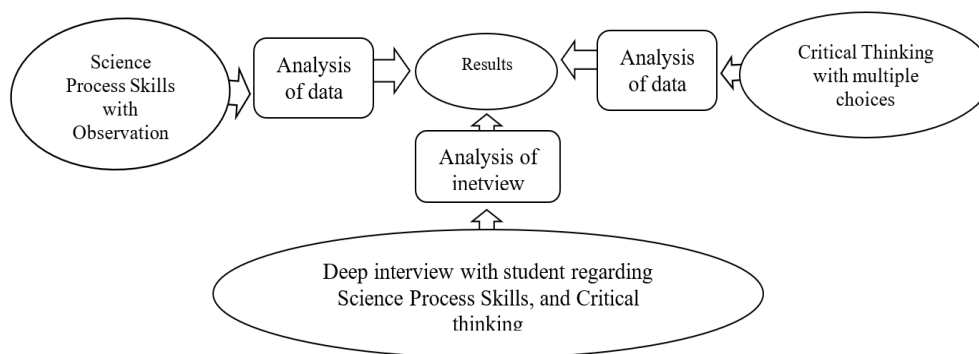 Science
Process Skills
with
Observation
Analysis
of data
Results
Analysis
of data
Critical Thinking
with multiple
choices
Analysis of
inetview
Deep interview with student regarding
Science Process Skills, and Critical
thinking